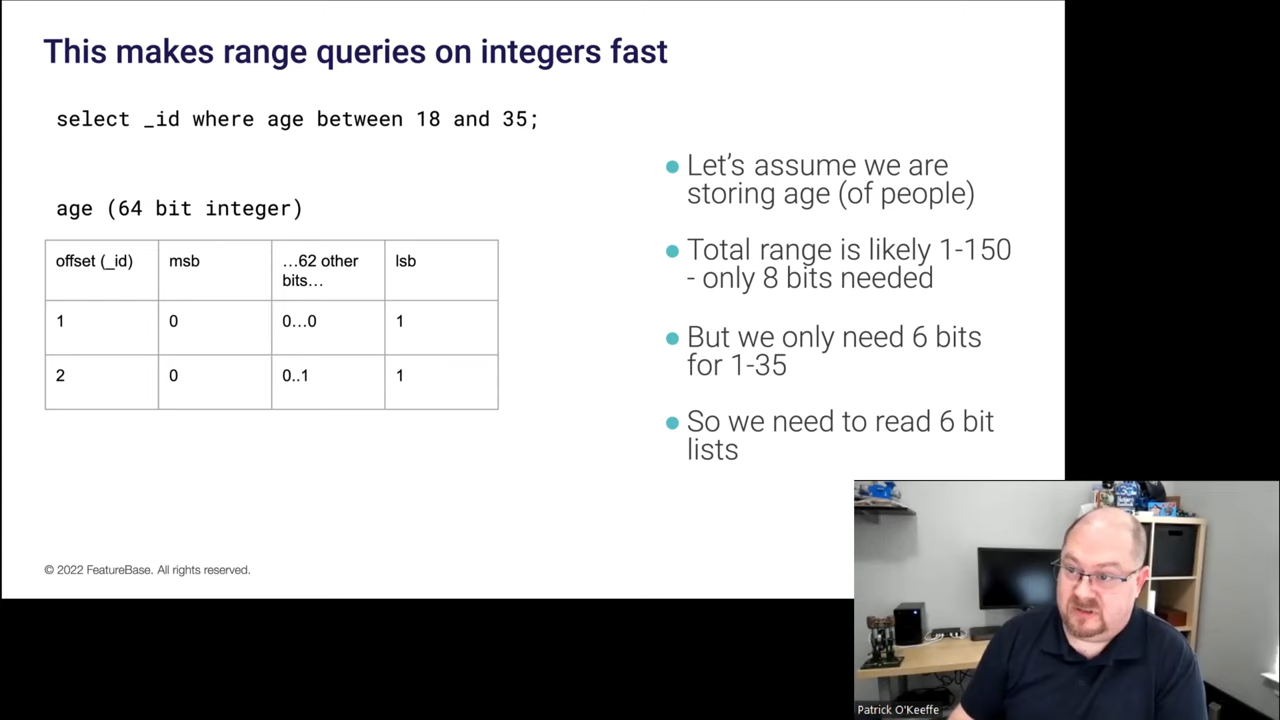 This makes range queries on integers fast
select _id where age between 18 and 35;
age (64 bit integer)
offset (_id) msb …62 other bits… lsb
1 0 0…0 1
2 0 0..1 1
Let's assume we are
storing age (of people)
Total range is likely 1-150
- only 8 bits needed
But we only need 6 bits
for 1-35
So we need to read 6 bit
lists
© 2022 FeatureBase. All rights reserved.
Patrick O'Keeffe